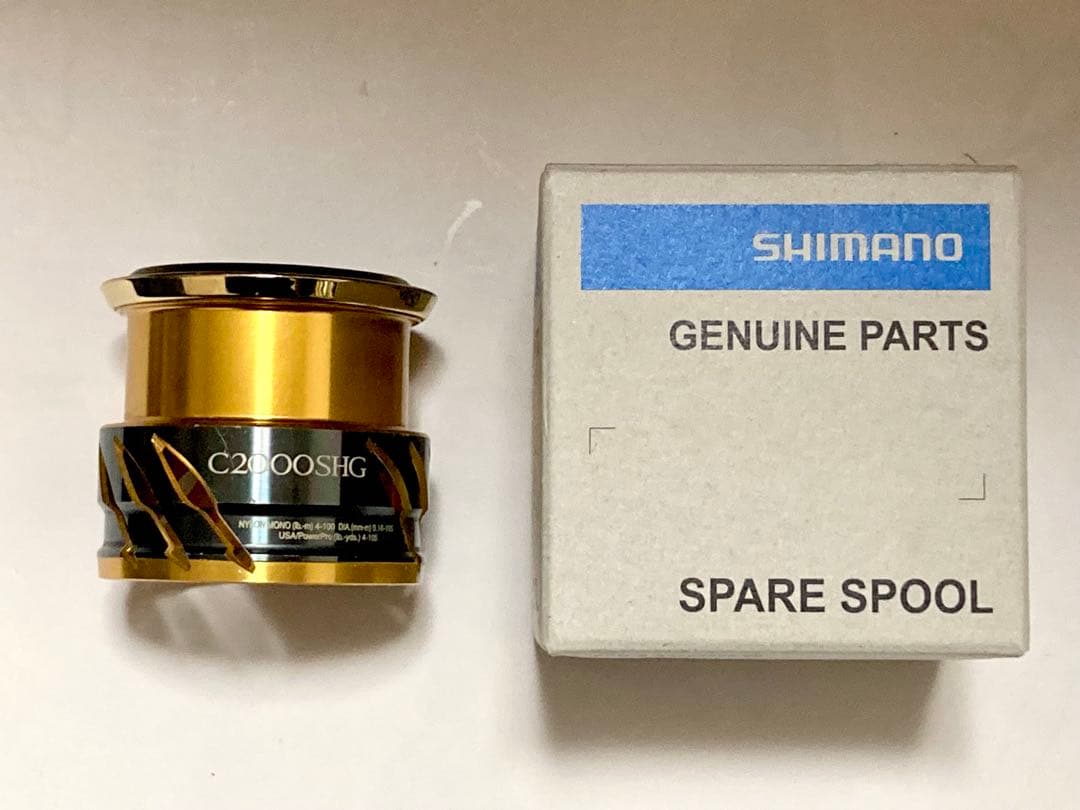 C2000SHG
NYLON MONO (lb.-m) 4-100 DIA.(mm-m) 0.16-105
USA/PowerPro (lb.-yds.) 4-105
SHIMANO
GENUINE PARTS
SPARE SPOOL